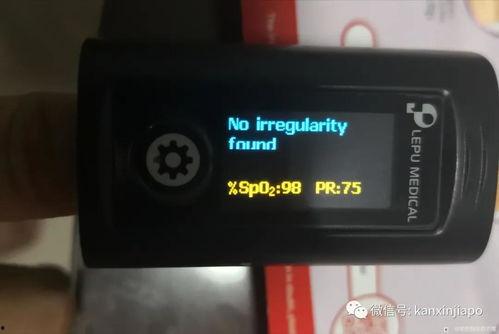 No irregularity
found
%SpO₂:98 PR:75
LEPU MEDICAL
微信号: kanxinjiapo